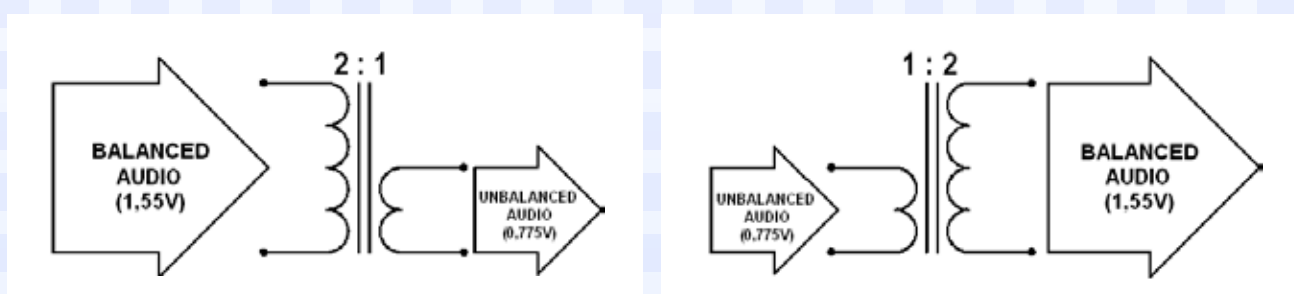 2 : 1
BALANCED
AUDIO
(1,55V)
UNBALANCED
AUDIO
(0,775V)
1 : 2
UNBALANCED
AUDIO
(0,775V)
BALANCED
AUDIO
(1,55V)